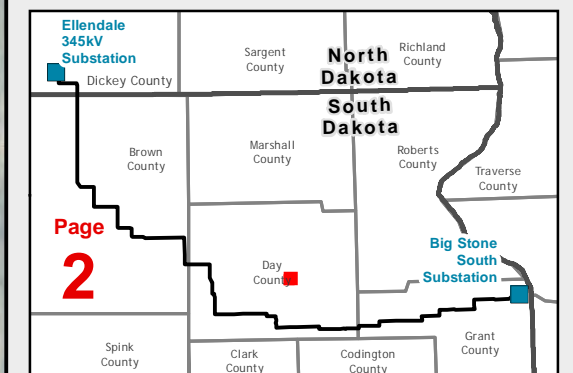 Ellendale
345kV
Substation
Dickey County
Sargent
County
Richland
County
North
Dakota
South
Dakota
Brown
County
Marshall
County
Roberts
County
Traverse
County
Page
2
Day
County
Big Stone
South
Substation
Spink
County
Clark
County
Codington
County
Grant
County